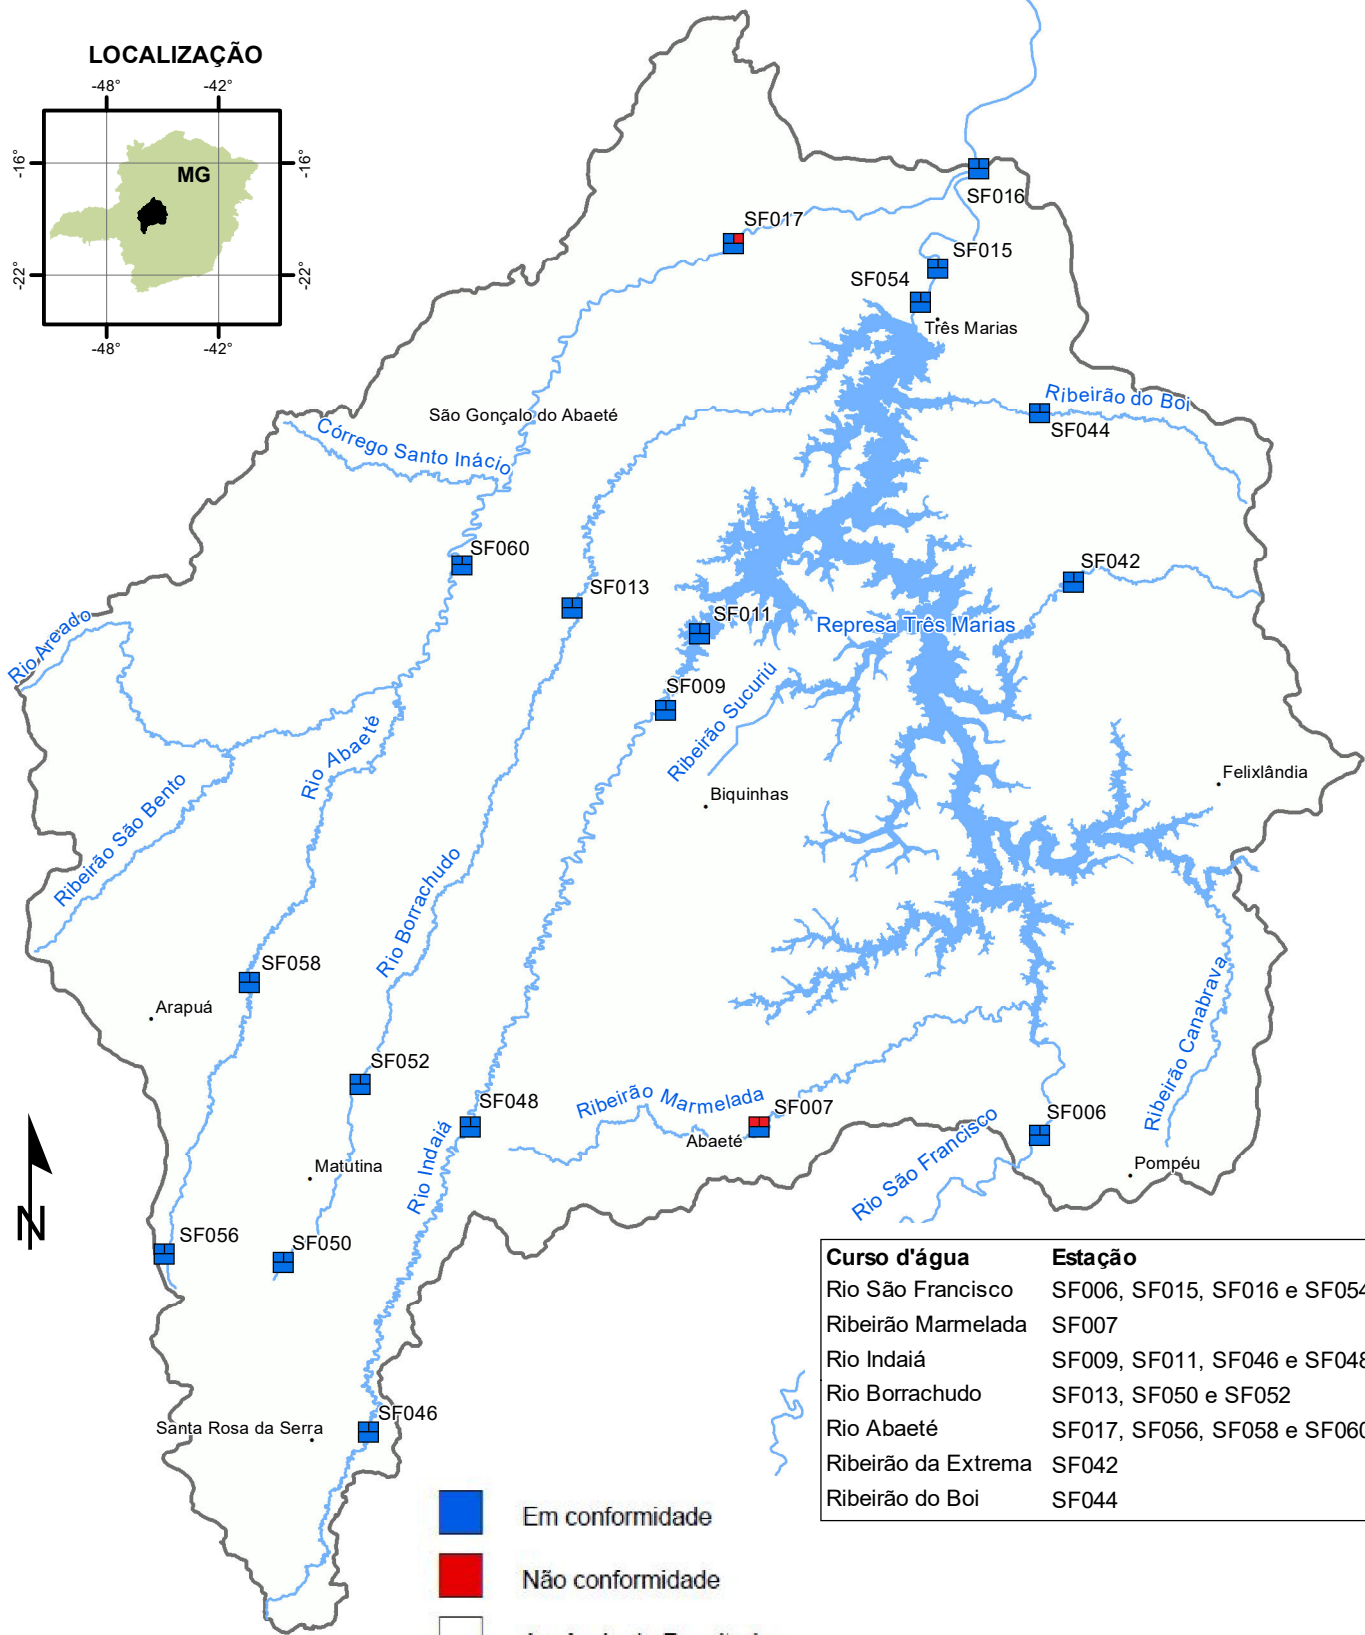 LOCALIZAÇÃO
-48°
-42°
-16°
-16°
MG
-22°
-22°
-48°
-42°
SF016
SF017
SF015
SF054
Três Marias
São Gonçalo do Abaeté
Ribeirão do Boi
SF044
Córrego Santo Inácio
SF060
SF042
SF013
SF011
Represa Três Marias
Rio Areado
SF009
Ribeirão Sucuriú
Rio Abaeté
Felixlândia
Biquinhas
Ribeirão São Bento
Rio Borrachudo
SF058
Arapuá
Ribeirão Canabrava
SF052
SF048
Ribeirão Marmelada
SF007
SF006
Abaeté
Rio São Francisco
Pompéu
Matutina
Rio Indaiá
N
SF056
SF050
Curso d'água Estação
Rio São Francisco SF006, SF015, SF016 e SF054
Ribeirão Marmelada SF007
Rio Indaiá SF009, SF011, SF046 e SF048
Rio Borrachudo SF013, SF050 e SF052
Rio Abaeté SF017, SF056, SF058 e SF060
Ribeirão da Extrema SF042
Ribeirão do Boi SF044
SF046
Santa Rosa da Serra
Em conformidade
Não conformidade